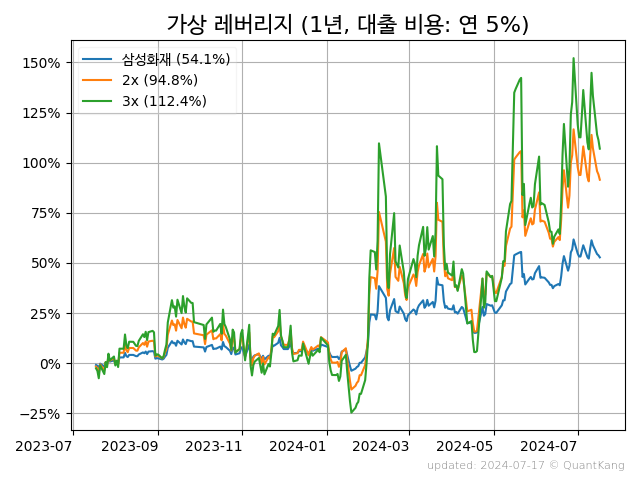 가상 레버리지 (1년, 대출 비용: 연 5%)
삼성화재 (54.1%)
2x (94.8%)
3x (112.4%)
150%
125%
100%
75%
50%
25%
0%
−25%
2023-07 2023-09 2023-11 2024-01 2024-03 2024-05 2024-07
updated: 2024-07-17 © QuantKang